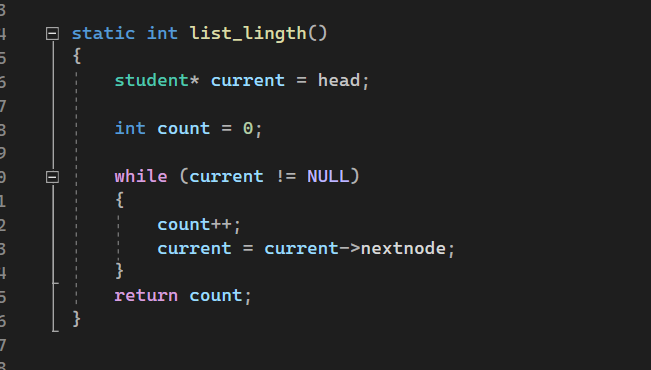 3
4 static int list_lingth()
5 {
6 student* current = head;
7
8 int count = 0;
9
0 while (current != NULL)
1 {
2 count++;
3 current = current->nextnode;
4 }
5 return count;
6 }
7
8